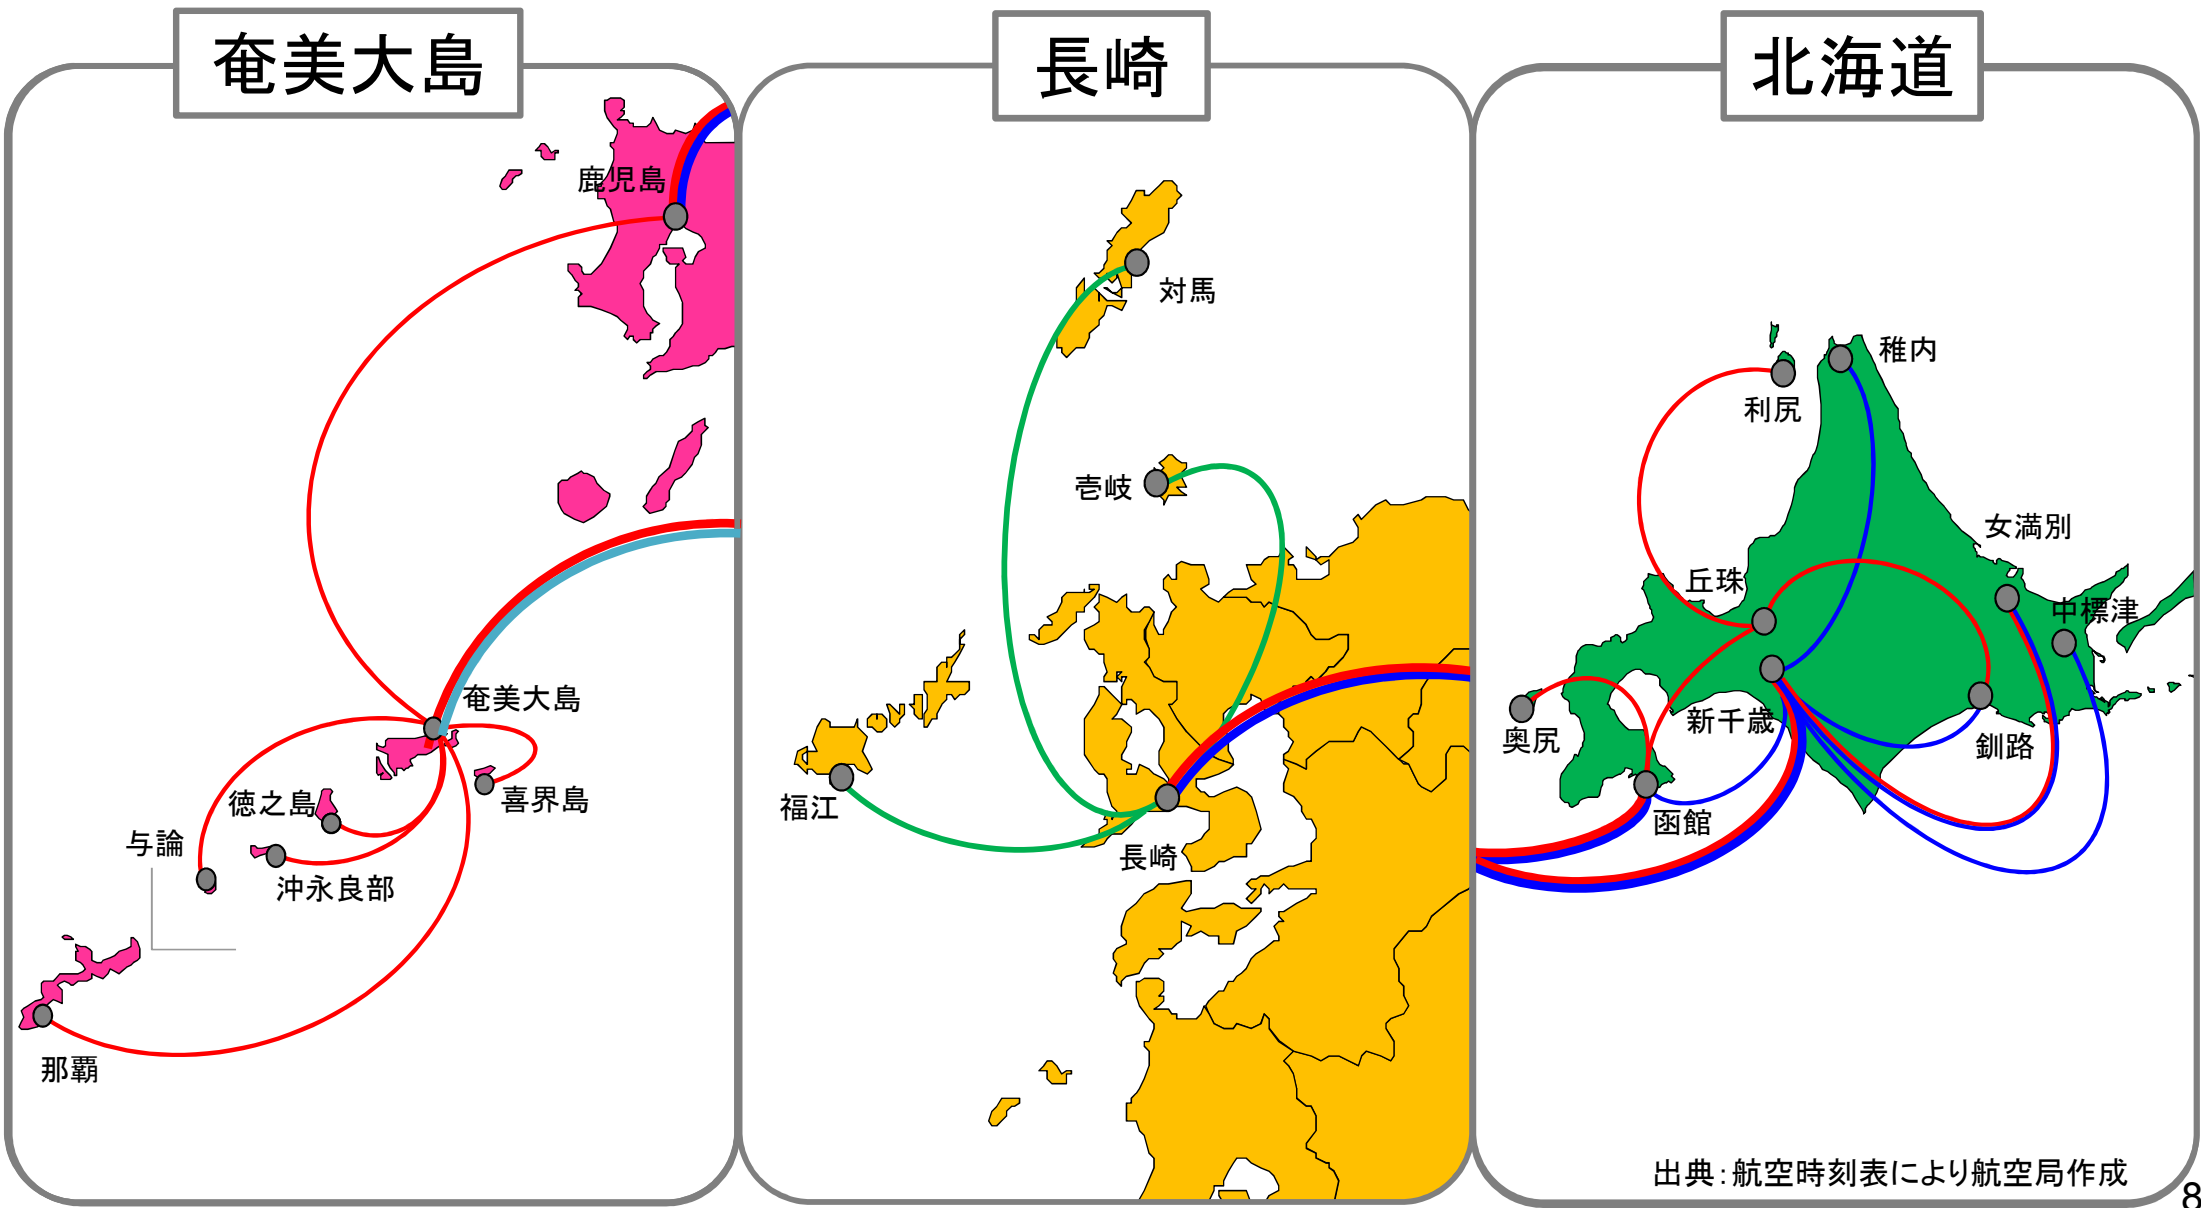 奄美大島
鹿児島
奄美大島
喜界島
徳之島
与論
沖永良部
那覇
長崎
対馬
壱岐
福江
長崎
北海道
稚内
利尻
女満別
丘珠
中標津
新千歳
奥尻
釧路
函館
出典：航空時刻表により航空局作成
8